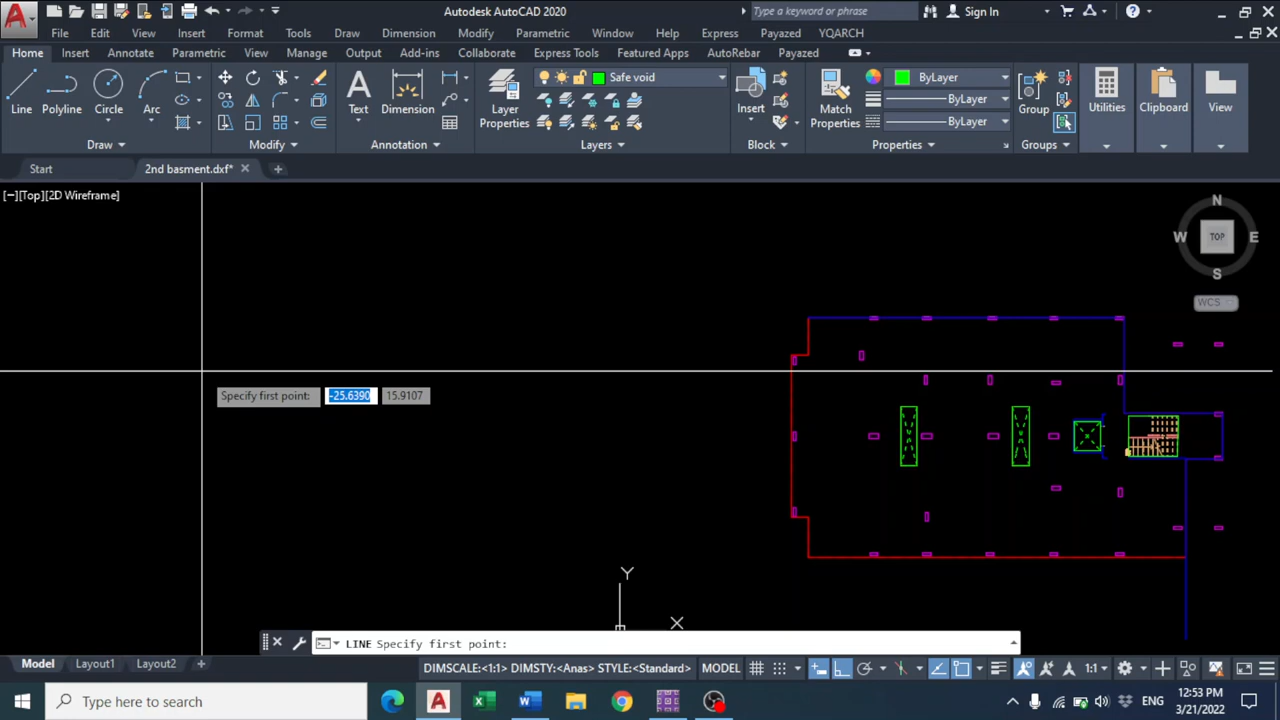 Autodesk AutoCAD 2020
Type a keyword or phrase
Sign In
File Edit View Insert Format Tools Draw Dimension Modify Parametric Window Help Express Payazed YQARCH
Home Insert Annotate Parametric View Manage Output Add-ins Collaborate Express Tools Featured Apps AutoRebar Payazed
Line Polyline Circle Arc
Text Dimension
Layer Properties
Safe void
Insert
Match Properties
ByLayer
ByLayer
ByLayer
Group
Utilities
Clipboard
View
Draw Modify Annotation Layers Block Properties Groups
Start
2nd basment.dxf*
[−][Top][2D Wireframe]
N
W TOP E
S
WCS
Specify first point: -25.6390 15.9107
Y
X
LINE Specify first point:
Model Layout1 Layout2
DIMSCALE:<1:1> DIMSTY:<Anas> STYLE:<Standard> MODEL
1:1
Type here to search
ENG
12:53 PM
3/21/2022